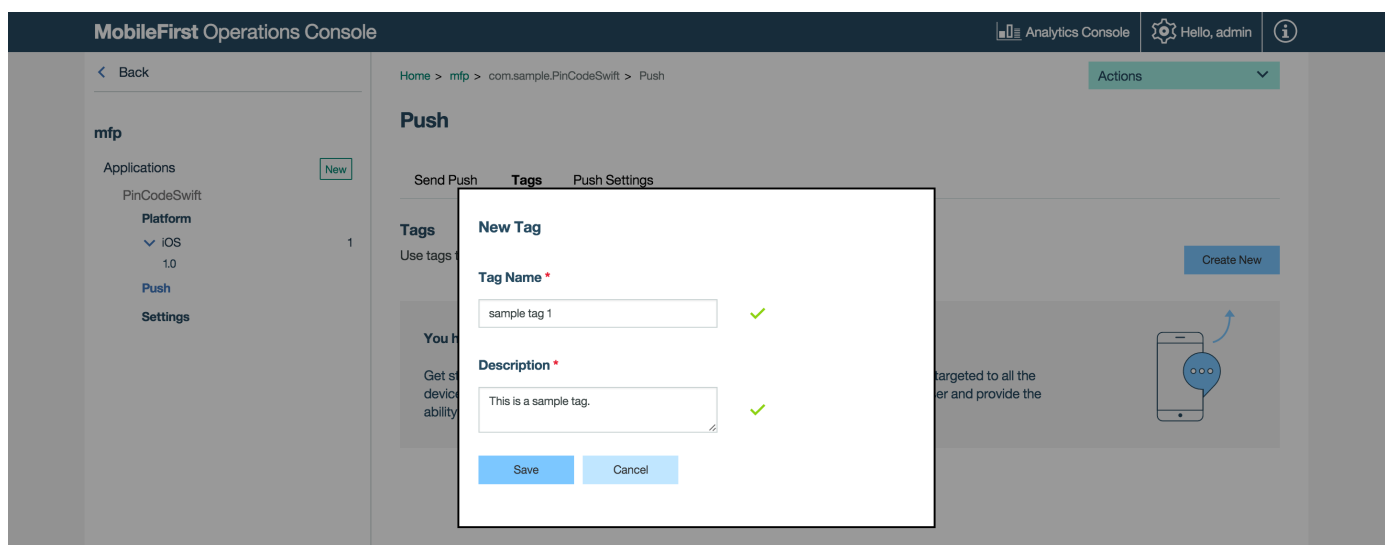 MobileFirst Operations Console
Analytics Console
Hello, admin
Back
Home > mfp > com.sample.PinCodeSwift > Push
Actions
mfp
Push
Applications
New
PinCodeSwift
Platform
iOS 1
1.0
Push
Settings
Send Push Tags Push Settings
Tags
Use tags
Create New
New Tag
Tag Name *
sample tag 1
Description *
This is a sample tag.
Save Cancel
You
Get
targeted to all the
er and provide the
ability